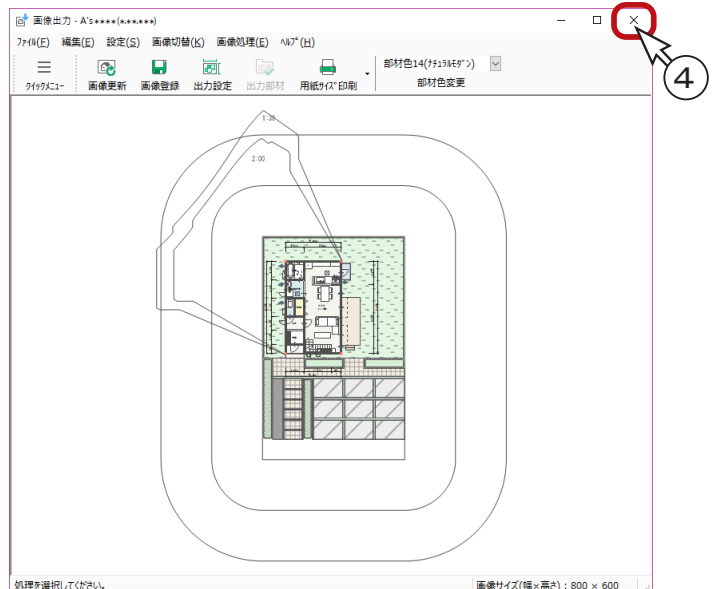 画像出力 - A's****(*.**.***)
ﾌｧｲﾙ(F) 編集(E) 設定(S) 画像切替(K) 画像処理(E) ﾍﾙﾌﾟ(H)
ｸｲｯｸﾒﾆｭｰ 画像更新 画像登録 出力設定 出力部材 用紙ｻｲｽﾞ印刷
部材色14(ﾅﾁｭﾗﾙﾓﾀﾞﾝ)
部材色変更
④
1:20
2:00
処理を選択してください。 画像サイズ(幅×高さ) : 800 × 600